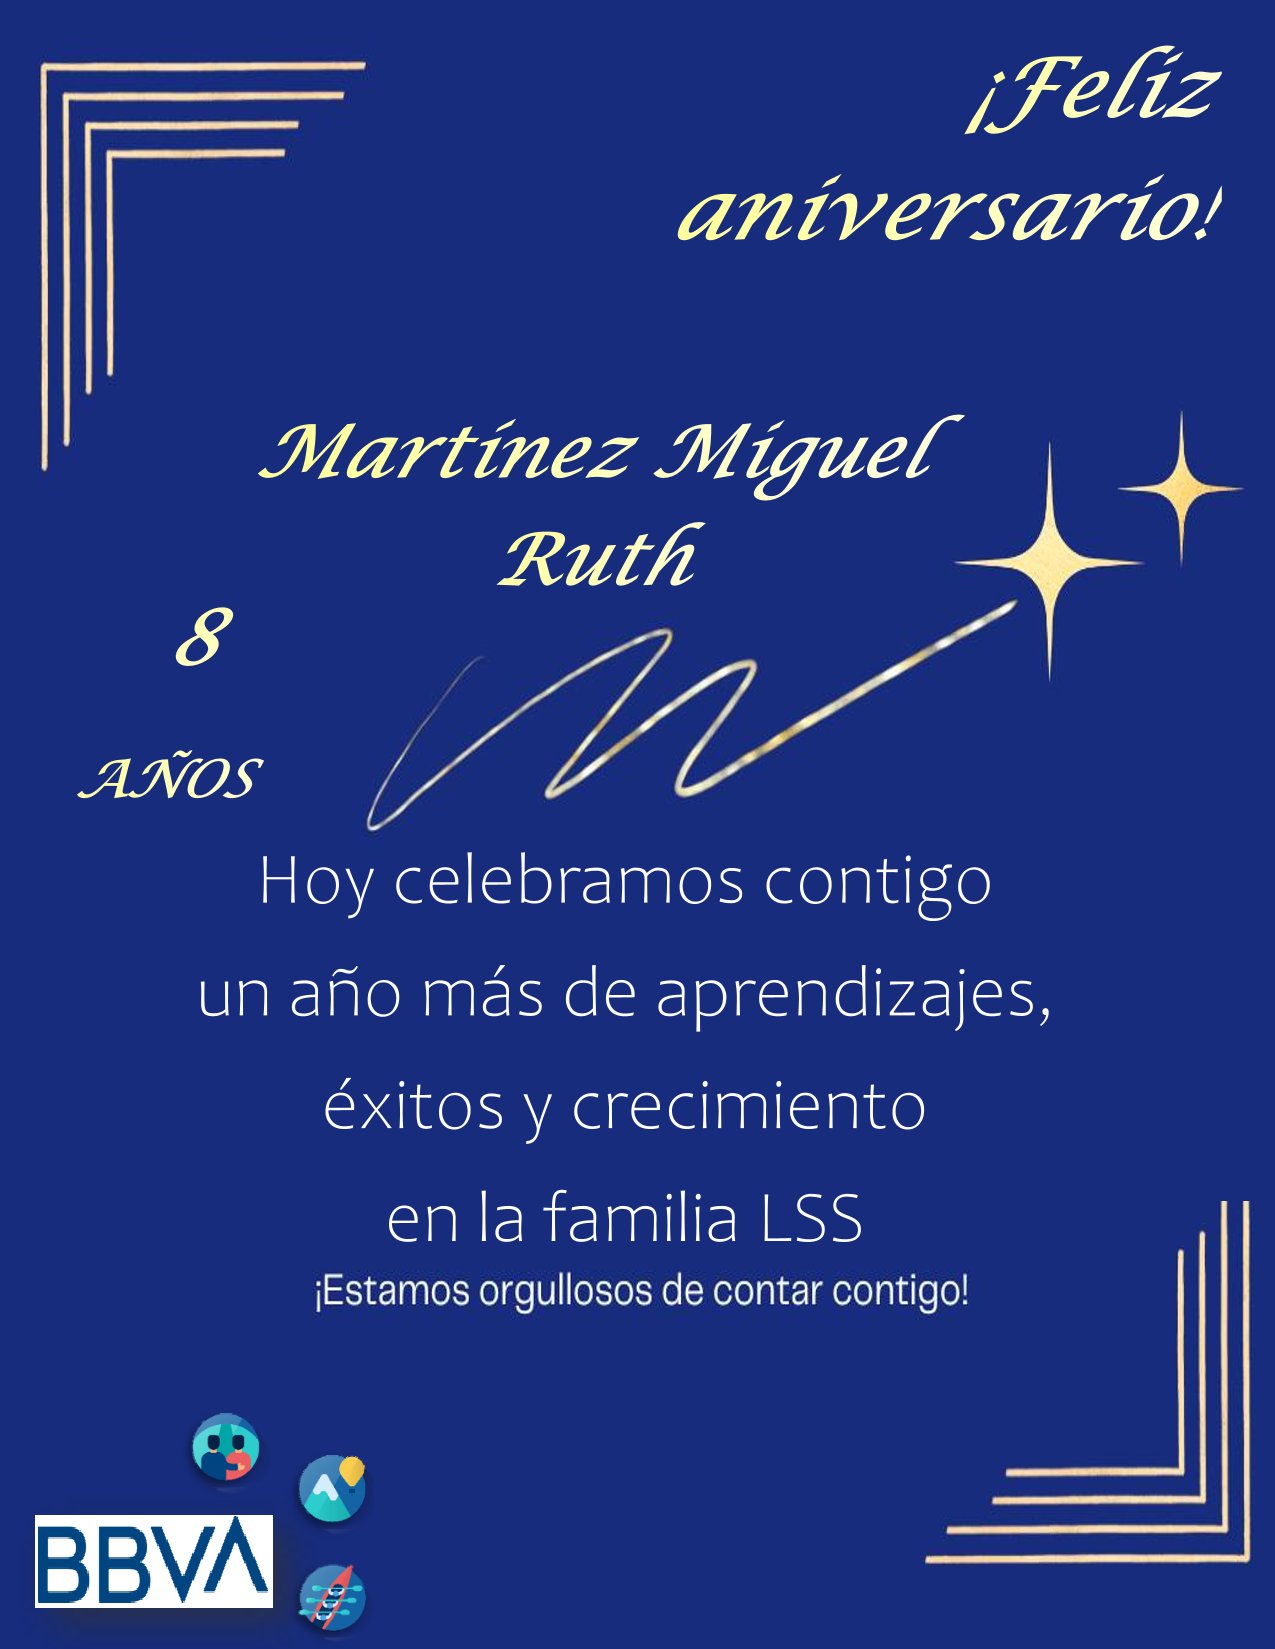 ¡Feliz
aniversario!
Martínez Miguel
Ruth
8
AÑOS
Hoy celebramos contigo
un año más de aprendizajes,
éxitos y crecimiento
en la familia LSS
¡Estamos orgullosos de contar contigo!
BBVA